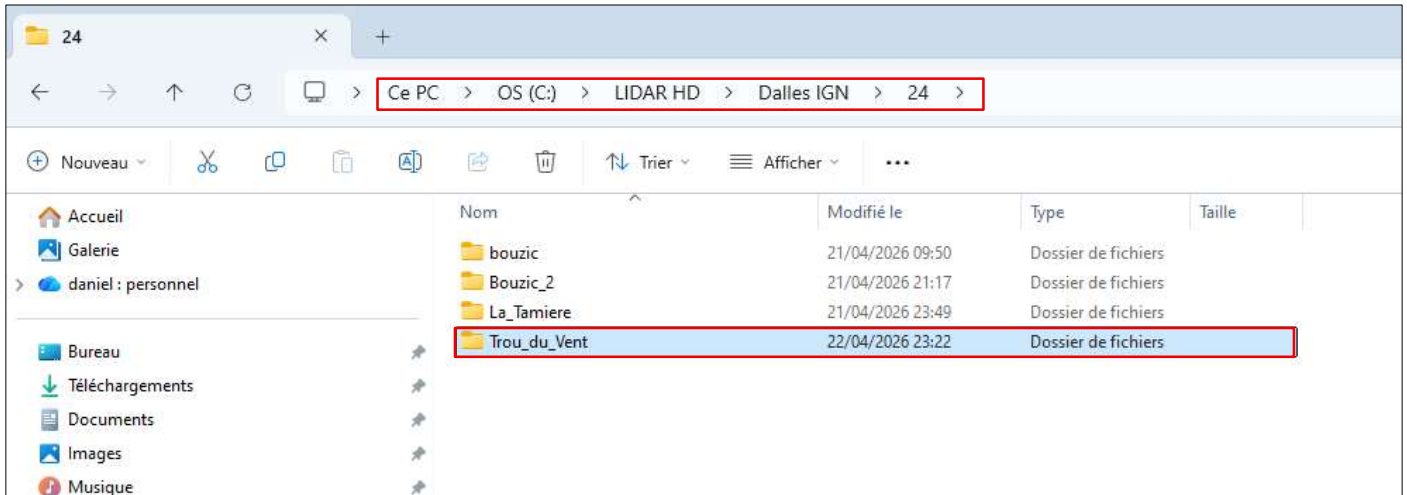 24
Ce PC > OS (C:) > LIDAR HD > Dalles IGN > 24 >
Nouveau Trier Afficher
Nom Modifié le Type Taille
Accueil
Galerie
daniel : personnel
Bureau
Téléchargements
Documents
Images
Musique
bouzic 21/04/2026 09:50 Dossier de fichiers
Bouzic_2 21/04/2026 21:17 Dossier de fichiers
La_Tamiere 21/04/2026 23:49 Dossier de fichiers
Trou_du_Vent 22/04/2026 23:22 Dossier de fichiers